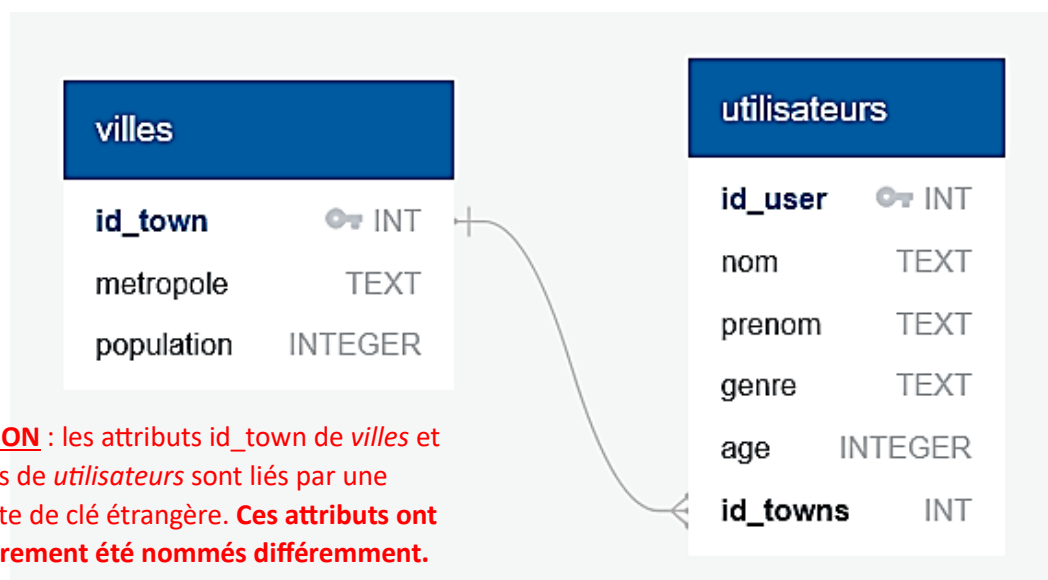 villes
id_town INT
metropole TEXT
population INTEGER
utilisateurs
id_user INT
nom TEXT
prenom TEXT
genre TEXT
age INTEGER
id_towns INT
ON : les attributs id_town de villes et
s de utilisateurs sont liés par une
te de clé étrangère. Ces attributs ont
rement été nommés différemment.